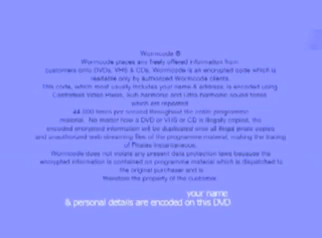 Wormcode ©
Wormcode places any freely offered information from
customers onto DVDs, VHS & CDs. Wormcode is an encrypted code which is
readable only by authorized Wormcode clients.
This code, which most usually includes your name & address, is encoded using
Control track Video Pixels, Sub harmonic and Ultra harmonic sound tones
which are repeated
44,000 times per second throughout the entire programme
material. No matter how a DVD or VHS or CD is illegally copied, the
encoded encrypted information will be duplicated onto all illegal pirate copies
and unauthorised web streaming files of the programme material, making the tracing
of Pirates instantaneous.
Wormcode does not violate any present data protection laws because the
encrypted information is contained on programme material which is dispatched to
the original purchaser and is
therefore the property of the customer.
your name
& personal details are encoded on this DVD